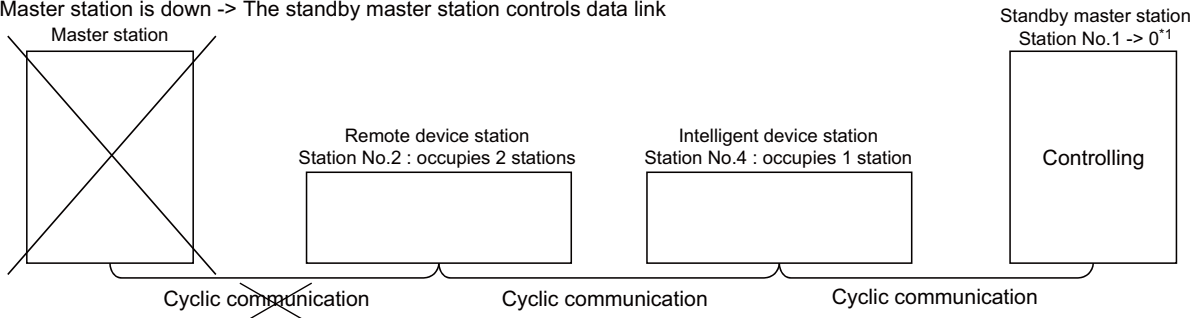 Master station is down -> The standby master station controls data link
Master station
Standby master station
Station No.1 -> 0*1
Remote device station
Station No.2 : occupies 2 stations
Intelligent device station
Station No.4 : occupies 1 station
Controlling
Cyclic communication
Cyclic communication
Cyclic communication